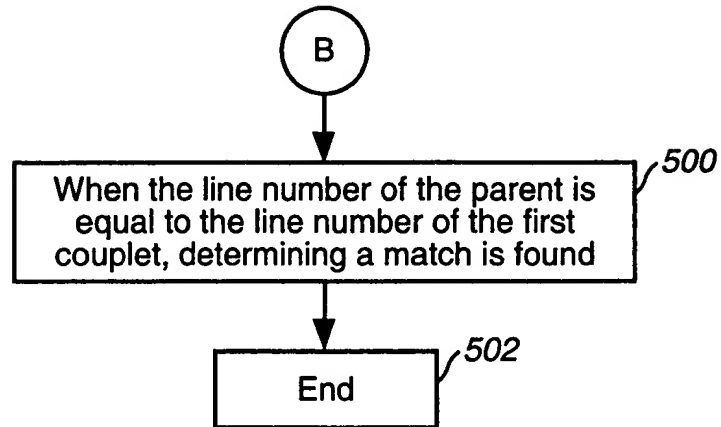 B
500
When the line number of the parent is
equal to the line number of the first
couplet, determining a match is found
502
End